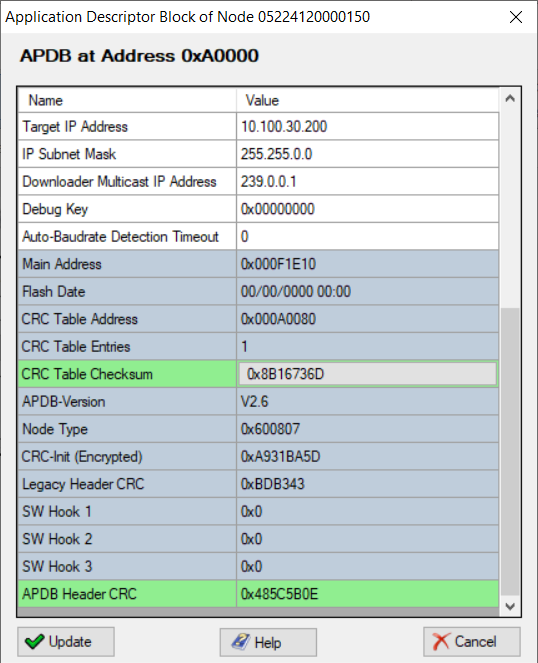 Application Descriptor Block of Node 05224120000150
APDB at Address 0xA0000
Name Value
Target IP Address 10.100.30.200
IP Subnet Mask 255.255.0.0
Downloader Multicast IP Address 239.0.0.1
Debug Key 0x00000000
Auto-Baudrate Detection Timeout 0
Main Address 0x000F1E10
Flash Date 00/00/0000 00:00
CRC Table Address 0x000A0080
CRC Table Entries 1
CRC Table Checksum 0x8B16736D
APDB-Version V2.6
Node Type 0x600807
CRC-Init (Encrypted) 0xA931BA5D
Legacy Header CRC 0xBDB343
SW Hook 1 0x0
SW Hook 2 0x0
SW Hook 3 0x0
APDB Header CRC 0x485C5B0E
Update Help Cancel